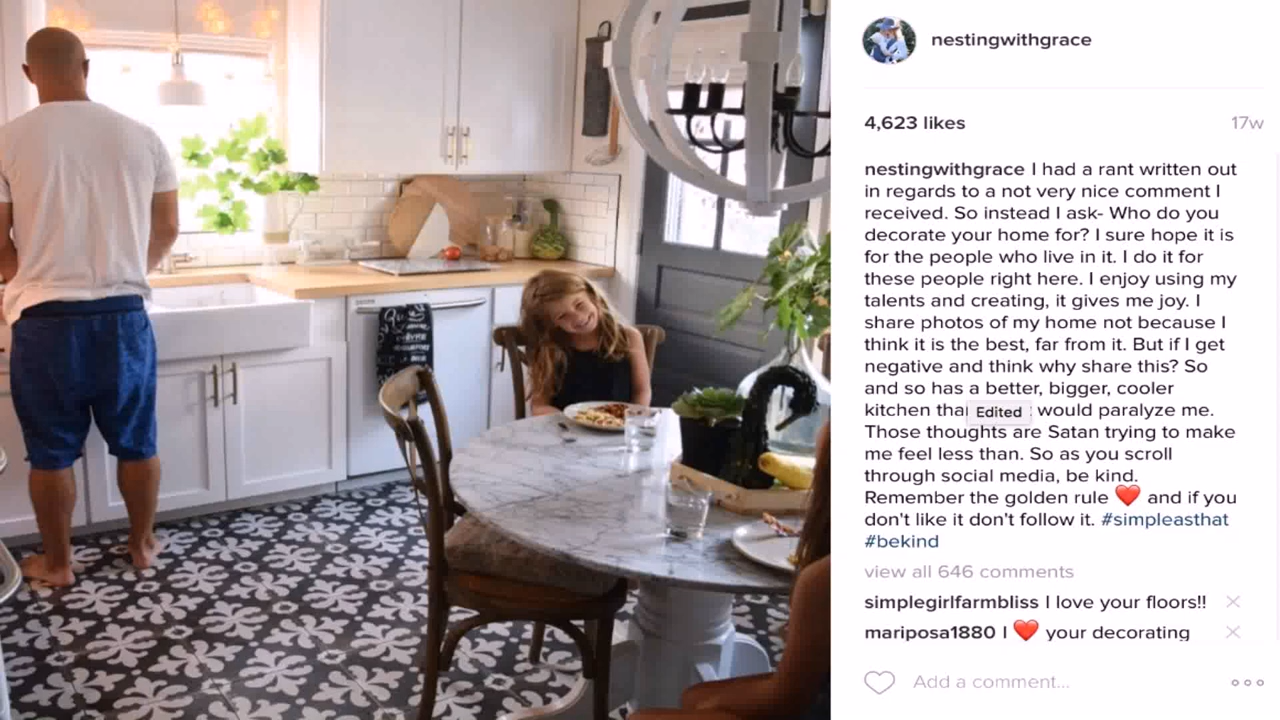 nestingwithgrace
4,623 likes
17w
nestingwithgrace I had a rant written out
in regards to a not very nice comment I
received. So instead I ask- Who do you
decorate your home for? I sure hope it is
for the people who live in it. I do it for
these people right here. I enjoy using my
talents and creating, it gives me joy. I
share photos of my home not because I
think it is the best, far from it. But if I get
negative and think why share this? So
and so has a better, bigger, cooler
kitchen Edited would paralyze me.
Those thoughts are Satan trying to make
me feel less than. So as you scroll
through social media, be kind.
Remember the golden rule ❤️ and if you
don't like it don't follow it. #simpleasthat
#bekind
view all 646 comments
simplegirlfarmbliss I love your floors!!
mariposa1880 I ❤️ your decorating
Add a comment...